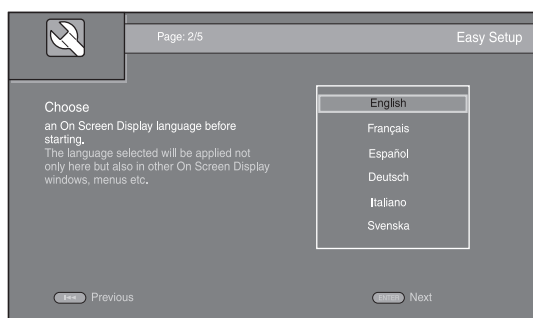 Page: 2/5
Easy Setup
Choose
an On Screen Display language before
starting.
The language selected will be applied not
only here but also in other On Screen Display
windows, menus etc.
English
Français
Español
Deutsch
Italiano
Svenska
Previous
ENTER Next